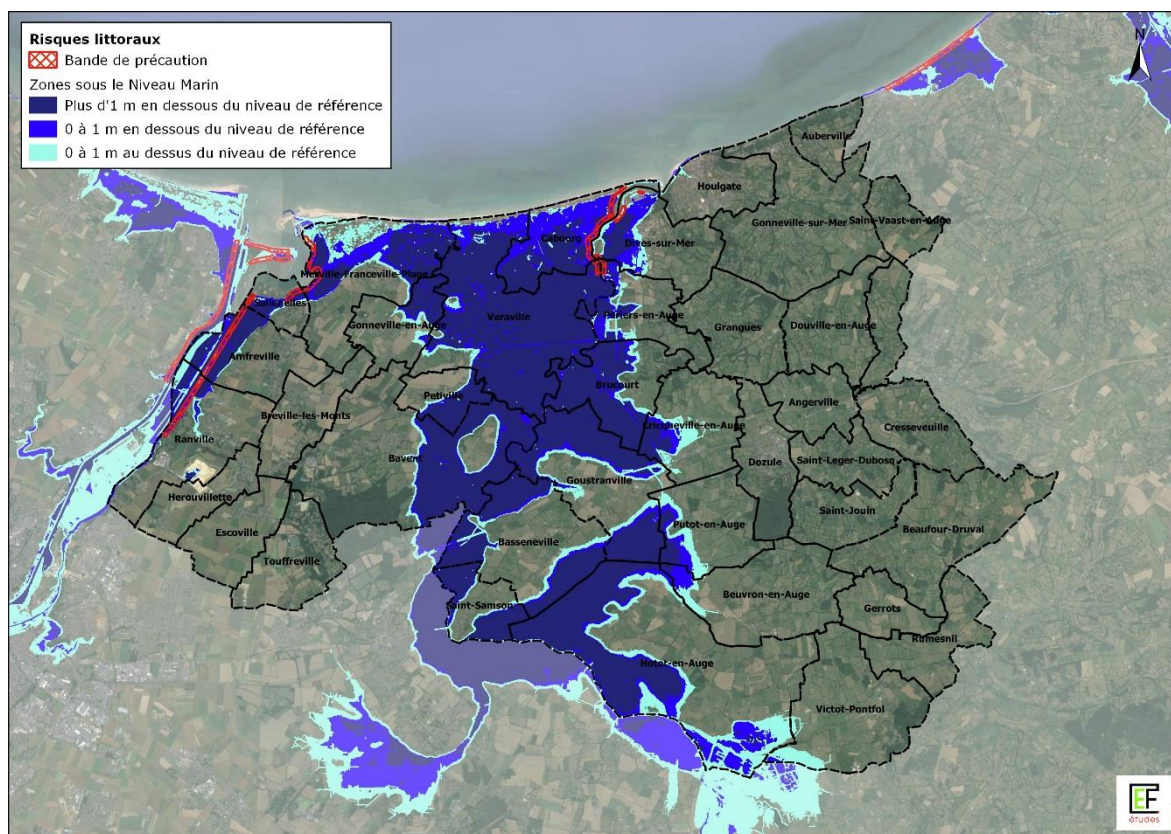 Risques littoraux
Bande de précaution
Zones sous le Niveau Marin
Plus d'1 m en dessous du niveau de référence
0 à 1 m en dessous du niveau de référence
0 à 1 m au dessus du niveau de référence
N
Auberville
Houlgate
Gonneville-sur-Mer
Saint-Vaast-en-Auge
Cabourg
Dives-sur-Mer
Merville-Franceville-Plage
Sallenelles
Varaville
Periers-en-Auge
Gonneville-en-Auge
Grangues
Douville-en-Auge
Amfreville
Petiville
Brucourt
Angerville
Breville-les-Monts
Cricqueville-en-Auge
Cresseveuille
Ranville
Bavent
Dozule
Saint-Leger-Dubosq
Goustranville
Herouvillette
Saint-Jouin
Putot-en-Auge
Beaufour-Druval
Escoville
Basseneville
Touffreville
Beuvron-en-Auge
Saint-Samson
Gerrots
Rumesnil
Hotot-en-Auge
Victot-Pontfol
CEF
études